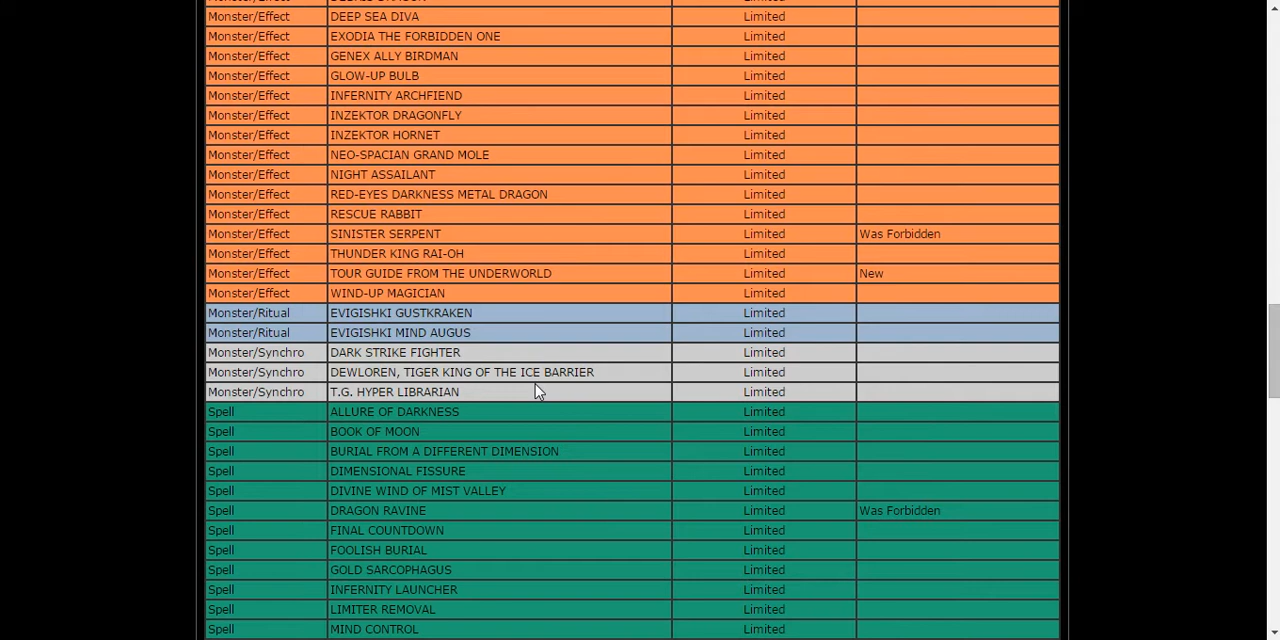 Monster/Effect DEBRIS DRAGON Limited
Monster/Effect DEEP SEA DIVA Limited
Monster/Effect EXODIA THE FORBIDDEN ONE Limited
Monster/Effect GENEX ALLY BIRDMAN Limited
Monster/Effect GLOW-UP BULB Limited
Monster/Effect INFERNITY ARCHFIEND Limited
Monster/Effect INZEKTOR DRAGONFLY Limited
Monster/Effect INZEKTOR HORNET Limited
Monster/Effect NEO-SPACIAN GRAND MOLE Limited
Monster/Effect NIGHT ASSAILANT Limited
Monster/Effect RED-EYES DARKNESS METAL DRAGON Limited
Monster/Effect RESCUE RABBIT Limited
Monster/Effect SINISTER SERPENT Limited Was Forbidden
Monster/Effect THUNDER KING RAI-OH Limited
Monster/Effect TOUR GUIDE FROM THE UNDERWORLD Limited New
Monster/Effect WIND-UP MAGICIAN Limited
Monster/Ritual EVIGISHKI GUSTKRAKEN Limited
Monster/Ritual EVIGISHKI MIND AUGUS Limited
Monster/Synchro DARK STRIKE FIGHTER Limited
Monster/Synchro DEWLOREN, TIGER KING OF THE ICE BARRIER Limited
Monster/Synchro T.G. HYPER LIBRARIAN Limited
Spell ALLURE OF DARKNESS Limited
Spell BOOK OF MOON Limited
Spell BURIAL FROM A DIFFERENT DIMENSION Limited
Spell DIMENSIONAL FISSURE Limited
Spell DIVINE WIND OF MIST VALLEY Limited
Spell DRAGON RAVINE Limited Was Forbidden
Spell FINAL COUNTDOWN Limited
Spell FOOLISH BURIAL Limited
Spell GOLD SARCOPHAGUS Limited
Spell INFERNITY LAUNCHER Limited
Spell LIMITER REMOVAL Limited
Spell MIND CONTROL Limited